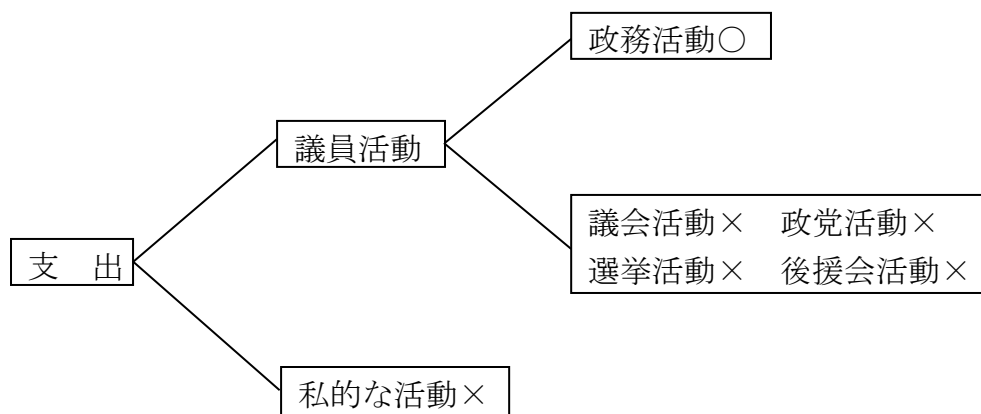 政務活動○
議員活動
議会活動× 政党活動×
選挙活動× 後援会活動×
支 出
私的な活動×